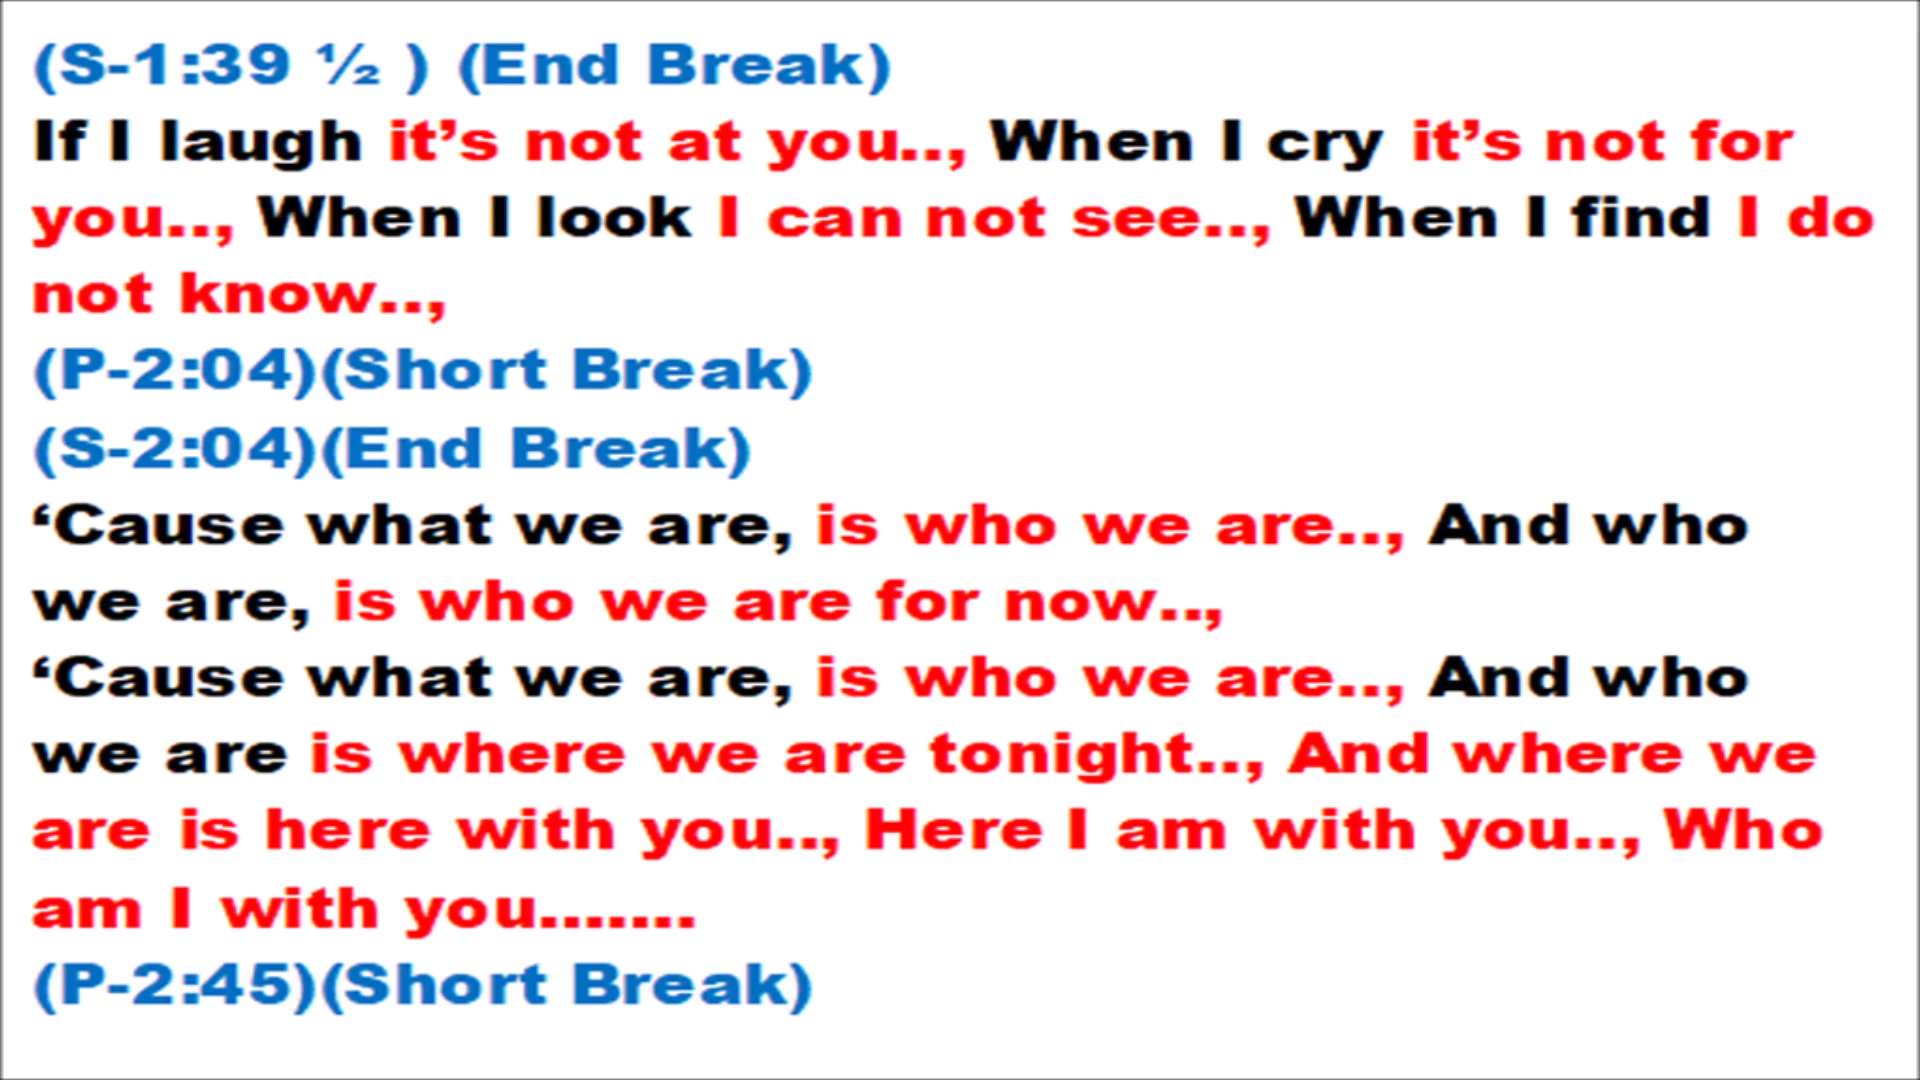 (S-1:39 ½ ) (End Break)
If I laugh it’s not at you.., When I cry it’s not for
you.., When I look I can not see.., When I find I do
not know..,
(P-2:04)(Short Break)
(S-2:04)(End Break)
‘Cause what we are, is who we are.., And who
we are, is who we are for now..,
‘Cause what we are, is who we are.., And who
we are is where we are tonight.., And where we
are is here with you.., Here I am with you.., Who
am I with you.......
(P-2:45)(Short Break)